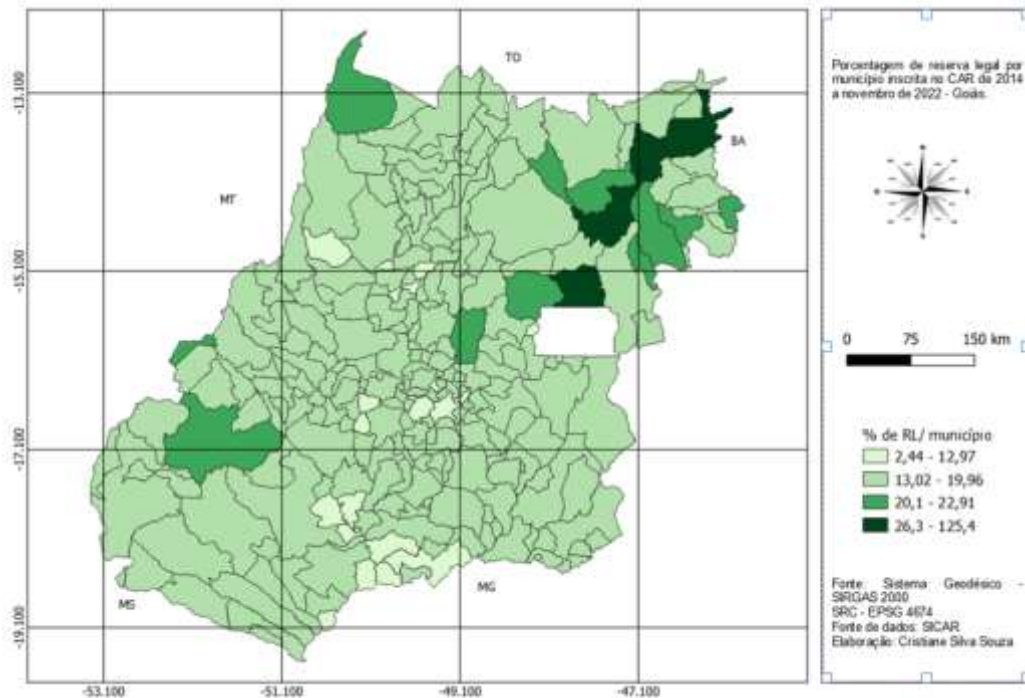 TO
BA
MT
MS
MG
-13.100
-15.100
-17.100
-19.100
-53.100
-51.100
-49.100
-47.100
Porcentagem de reserva legal por
município inscrita no CAR de 2014
a novembro de 2022 - Goiás.
0 75 150 km
% de RL/ município
2,44 - 12,97
13,02 - 19,96
20,1 - 22,91
26,3 - 125,4
Fonte: Sistema Geodésico -
SIRGAS 2000
SRC - EPSG 4674
Fonte de dados: SICAR
Elaboração: Cristiane Silva Souza